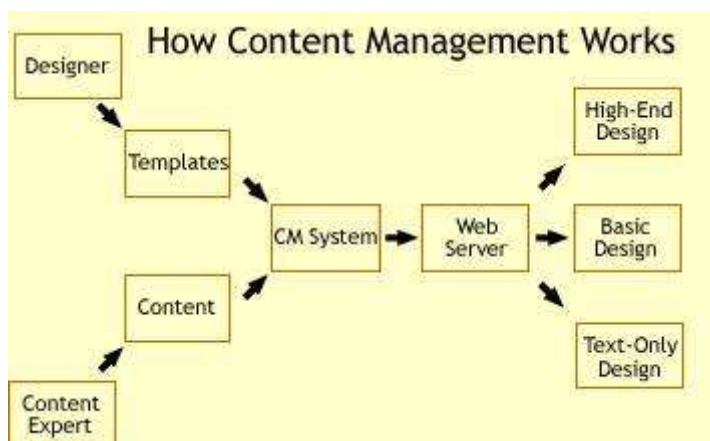 How Content Management Works
Designer
Templates
Content
Content
Expert
CM System
Web
Server
High-End
Design
Basic
Design
Text-Only
Design